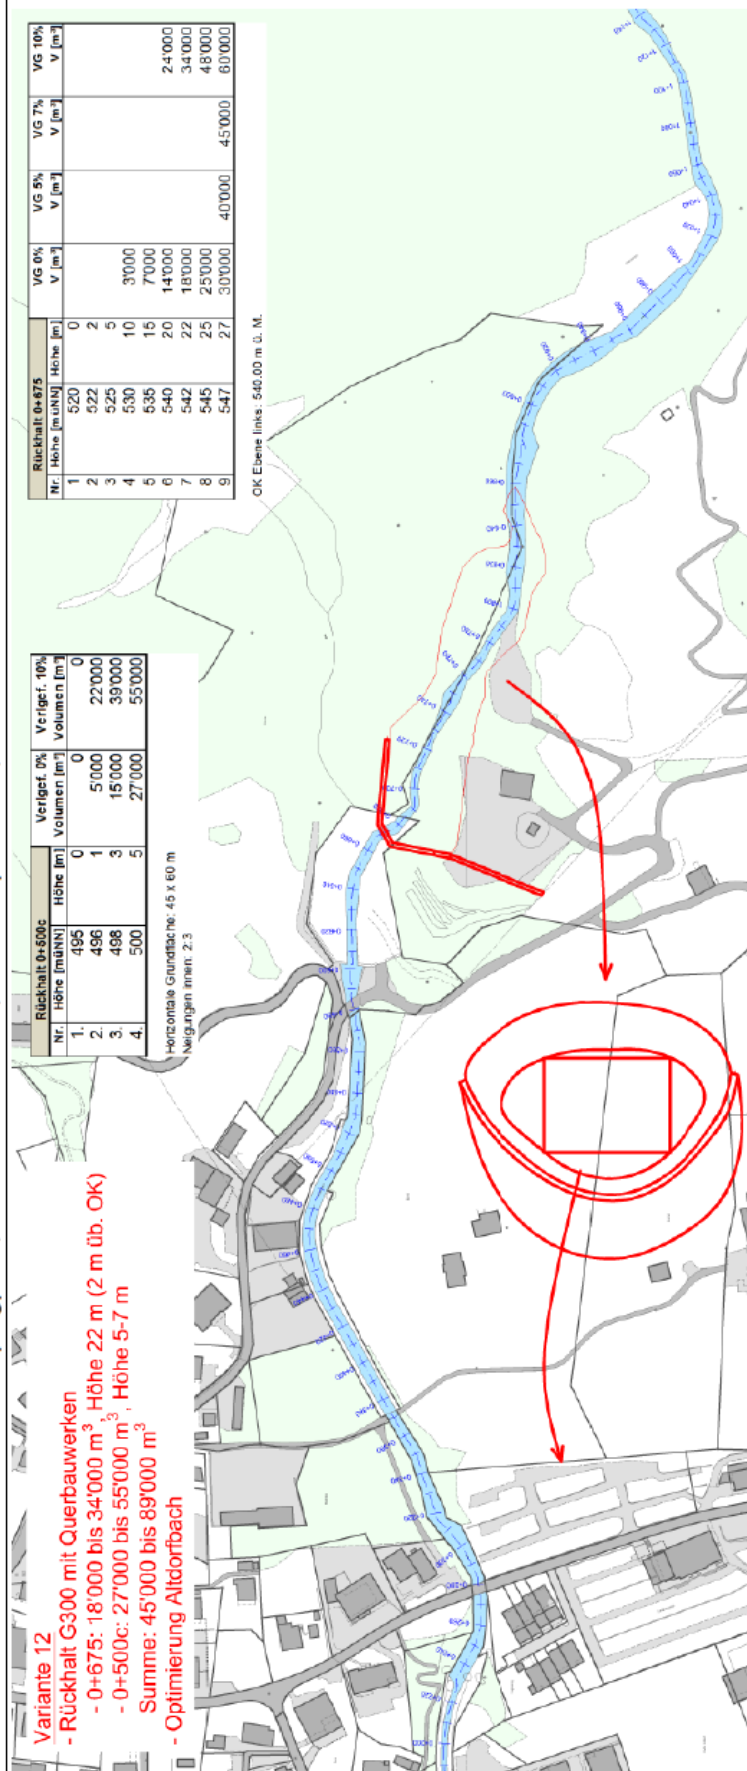 Variante 12
- Rückhalt G300 mit Querbauwerken
- 0+675: 18'000 bis 34'000 m³, Höhe 22 m (2 m üb. OK)
- 0+500c: 27'000 bis 55'000 m³, Höhe 5-7 m
Summe: 45'000 bis 89'000 m³
- Optimierung Altdorfbach
Rückhalt 0+500c Verlgef. 0% Verlgef. 10%
Nr. Höhe [müNN] Höhe [m] Volumen [m³] Volumen [m³]
1. 495 0 0 0
2. 496 1 5'000 22'000
3. 498 3 15'000 39'000
4. 500 5 27'000 55'000
Horizontale Grundfläche: 45 x 60 m
Neigungen innen: 2:3
Rückhalt 0+675 VG 0% VG 5% VG 7% VG 10%
Nr. Höhe [müNN] Höhe [m] V [m³] V [m³] V [m³] V [m³]
1 520 0
2 522 2
3 525 5
4 530 10 3'000
5 535 15 7'000
6 540 20 14'000 24'000
7 542 22 18'000 34'000
8 545 25 25'000 48'000
9 547 27 30'000 40'000 45'000 60'000
OK Ebene links: 540.00 m ü. M.